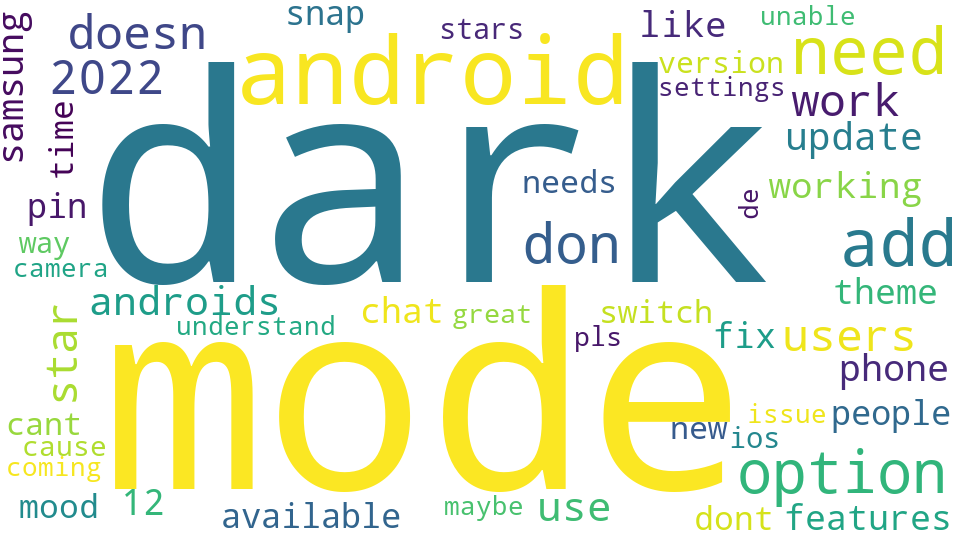 snap
stars
like
unable
samsung
doesn
2022
android
version
settings
need
work
time
dark
update
pin
needs
de
working
way
camera
don
add
androids
understand
chat
great
switch
theme
star
mode
pls
fix
users
phone
cant
cause
coming
new
ios
issue
people
mood
12
available
maybe
use
option
dont
features